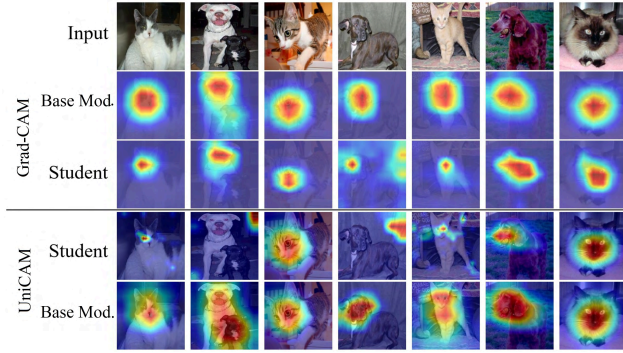 Input
Grad-CAM
Base Mod.
Student
UniCAM
Student
Base Mod.